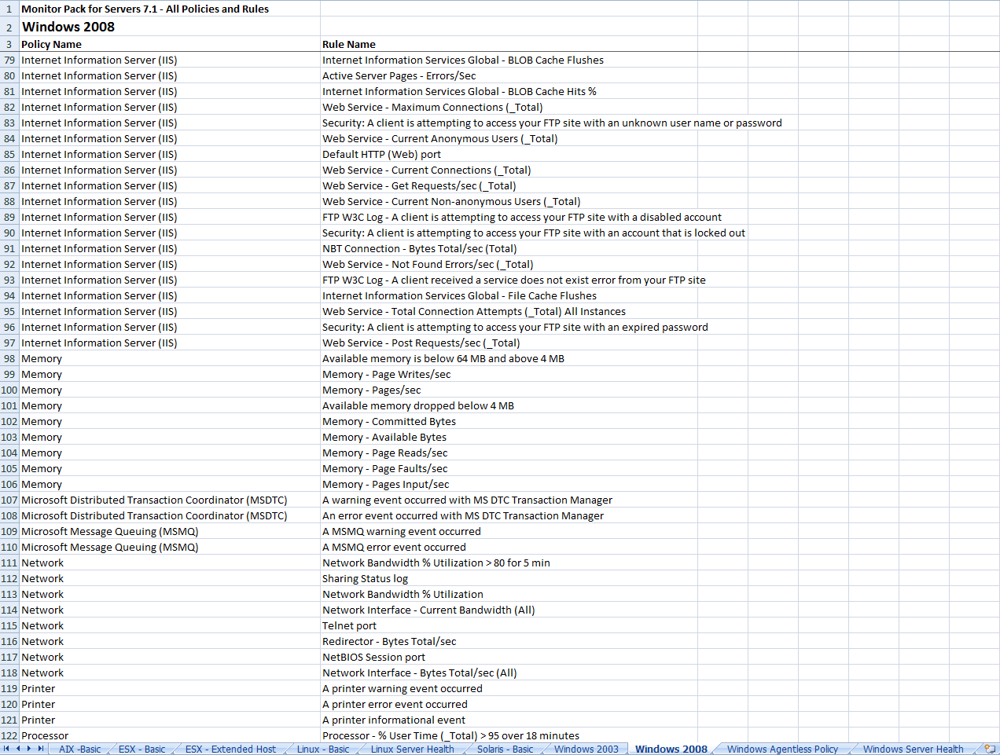 1 Monitor Pack for Servers 7.1 - All Policies and Rules
2 Windows 2008
3 Policy Name Rule Name
79 Internet Information Server (IIS) Internet Information Services Global - BLOB Cache Flushes
80 Internet Information Server (IIS) Active Server Pages - Errors/Sec
81 Internet Information Server (IIS) Internet Information Services Global - BLOB Cache Hits %
82 Internet Information Server (IIS) Web Service - Maximum Connections (_Total)
83 Internet Information Server (IIS) Security: A client is attempting to access your FTP site with an unknown user name or password
84 Internet Information Server (IIS) Web Service - Current Anonymous Users (_Total)
85 Internet Information Server (IIS) Default HTTP (Web) port
86 Internet Information Server (IIS) Web Service - Current Connections (_Total)
87 Internet Information Server (IIS) Web Service - Get Requests/sec (_Total)
88 Internet Information Server (IIS) Web Service - Current Non-anonymous Users (_Total)
89 Internet Information Server (IIS) FTP W3C Log - A client is attempting to access your FTP site with a disabled account
90 Internet Information Server (IIS) Security: A client is attempting to access your FTP site with an account that is locked out
91 Internet Information Server (IIS) NBT Connection - Bytes Total/sec (Total)
92 Internet Information Server (IIS) Web Service - Not Found Errors/sec (_Total)
93 Internet Information Server (IIS) FTP W3C Log - A client received a service does not exist error from your FTP site
94 Internet Information Server (IIS) Internet Information Services Global - File Cache Flushes
95 Internet Information Server (IIS) Web Service - Total Connection Attempts (_Total) All Instances
96 Internet Information Server (IIS) Security: A client is attempting to access your FTP site with an expired password
97 Internet Information Server (IIS) Web Service - Post Requests/sec (_Total)
98 Memory Available memory is below 64 MB and above 4 MB
99 Memory Memory - Page Writes/sec
100 Memory Memory - Pages/sec
101 Memory Available memory dropped below 4 MB
102 Memory Memory - Committed Bytes
103 Memory Memory - Available Bytes
104 Memory Memory - Page Reads/sec
105 Memory Memory - Page Faults/sec
106 Memory Memory - Pages Input/sec
107 Microsoft Distributed Transaction Coordinator (MSDTC) A warning event occurred with MS DTC Transaction Manager
108 Microsoft Distributed Transaction Coordinator (MSDTC) An error event occurred with MS DTC Transaction Manager
109 Microsoft Message Queuing (MSMQ) A MSMQ warning event occurred
110 Microsoft Message Queuing (MSMQ) A MSMQ error event occurred
111 Network Network Bandwidth % Utilization > 80 for 5 min
112 Network Sharing Status log
113 Network Network Bandwidth % Utilization
114 Network Network Interface - Current Bandwidth (All)
115 Network Telnet port
116 Network Redirector - Bytes Total/sec
117 Network NetBIOS Session port
118 Network Network Interface - Bytes Total/sec (All)
119 Printer A printer warning event occurred
120 Printer A printer error event occurred
121 Printer A printer informational event
122 Processor Processor - % User Time (_Total) > 95 over 18 minutes
AIX -Basic ESX - Basic ESX - Extended Host Linux - Basic Linux Server Health Solaris - Basic Windows 2003 Windows 2008 Windows Agentless Policy Windows Server Health